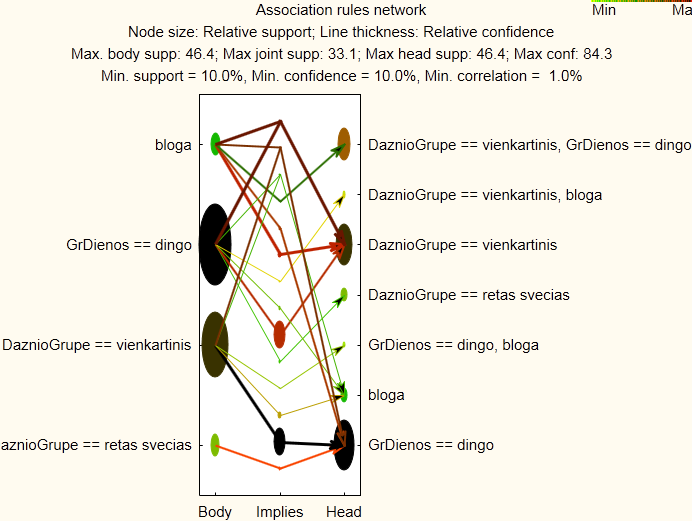 Association rules network
Min Ma
Node size: Relative support; Line thickness: Relative confidence
Max. body supp: 46.4; Max joint supp: 33.1; Max head supp: 46.4; Max conf: 84.3
Min. support = 10.0%, Min. confidence = 10.0%, Min. correlation = 1.0%
bloga
DaznioGrupe == vienkartinis, GrDienos == dingo
DaznioGrupe == vienkartinis, bloga
GrDienos == dingo
DaznioGrupe == vienkartinis
DaznioGrupe == retas svecias
DaznioGrupe == vienkartinis
GrDienos == dingo, bloga
bloga
aznioGrupe == retas svecias
GrDienos == dingo
Body Implies Head